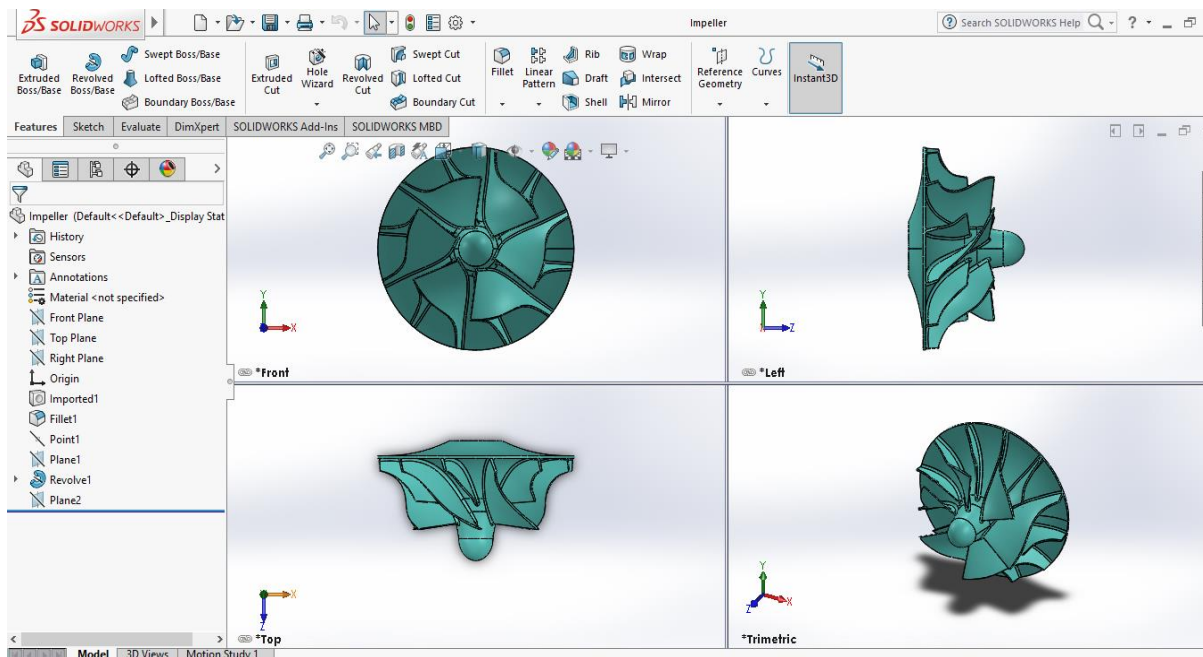 SOLIDWORKS
Impeller
Search SOLIDWORKS Help
?
Extruded Boss/Base
Revolved Boss/Base
Swept Boss/Base
Lofted Boss/Base
Boundary Boss/Base
Extruded Cut
Hole Wizard
Revolved Cut
Swept Cut
Lofted Cut
Boundary Cut
Fillet
Linear Pattern
Rib
Draft
Shell
Wrap
Intersect
Mirror
Reference Geometry
Curves
Instant3D
Features Sketch Evaluate DimXpert SOLIDWORKS Add-Ins SOLIDWORKS MBD
Impeller (Default<<Default>_Display Stat
History
Sensors
Annotations
Material <not specified>
Front Plane
Top Plane
Right Plane
Origin
Imported1
Fillet1
Point1
Plane1
Revolve1
Plane2
Y
X
*Front
Y
Z
*Left
X
Z
*Top
Y
Z
X
*Trimetric
Model 3D Views Motion Study 1